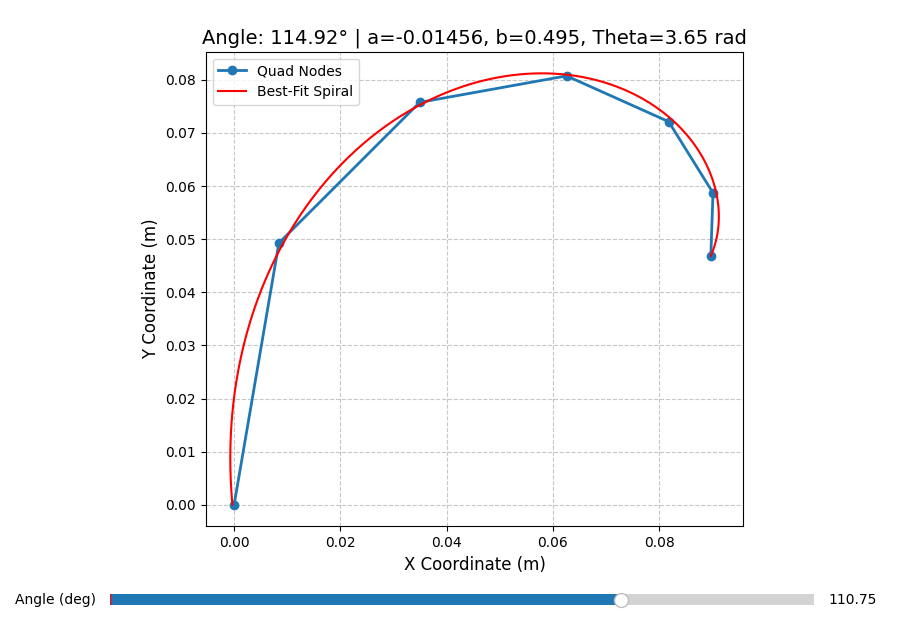 Angle: 114.92° | a=-0.01456, b=0.495, Theta=3.65 rad
Quad Nodes
Best-Fit Spiral
0.08
0.07
0.06
0.05
0.04
0.03
0.02
0.01
0.00
Y Coordinate (m)
0.00 0.02 0.04 0.06 0.08
X Coordinate (m)
Angle (deg) 110.75